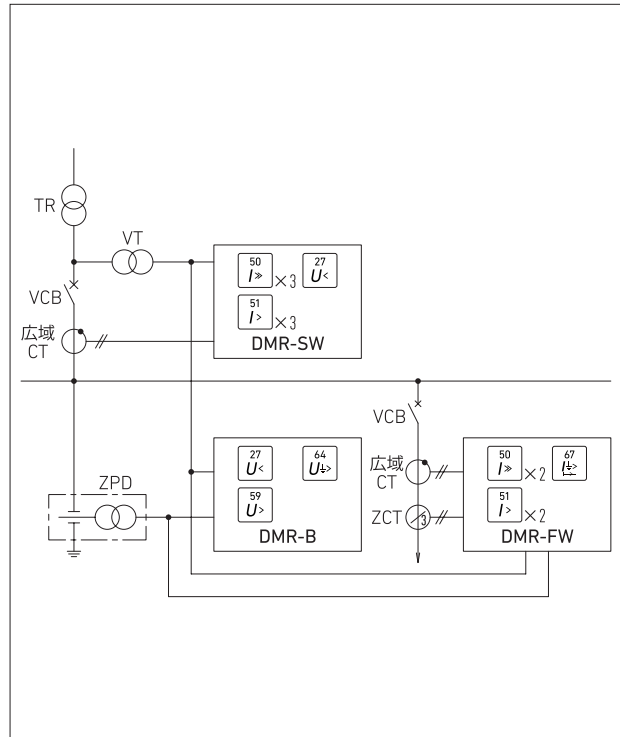 TR
VT
VCB
広域
CT
50
I≫
×3
27
U<
51
I>
×3
DMR-SW
ZPD
27
U<
64
U⏚>
59
U>
DMR-B
VCB
広域
CT
ZCT
3
50
I≫
×2
67
I⏚>
51
I>
×2
DMR-FW